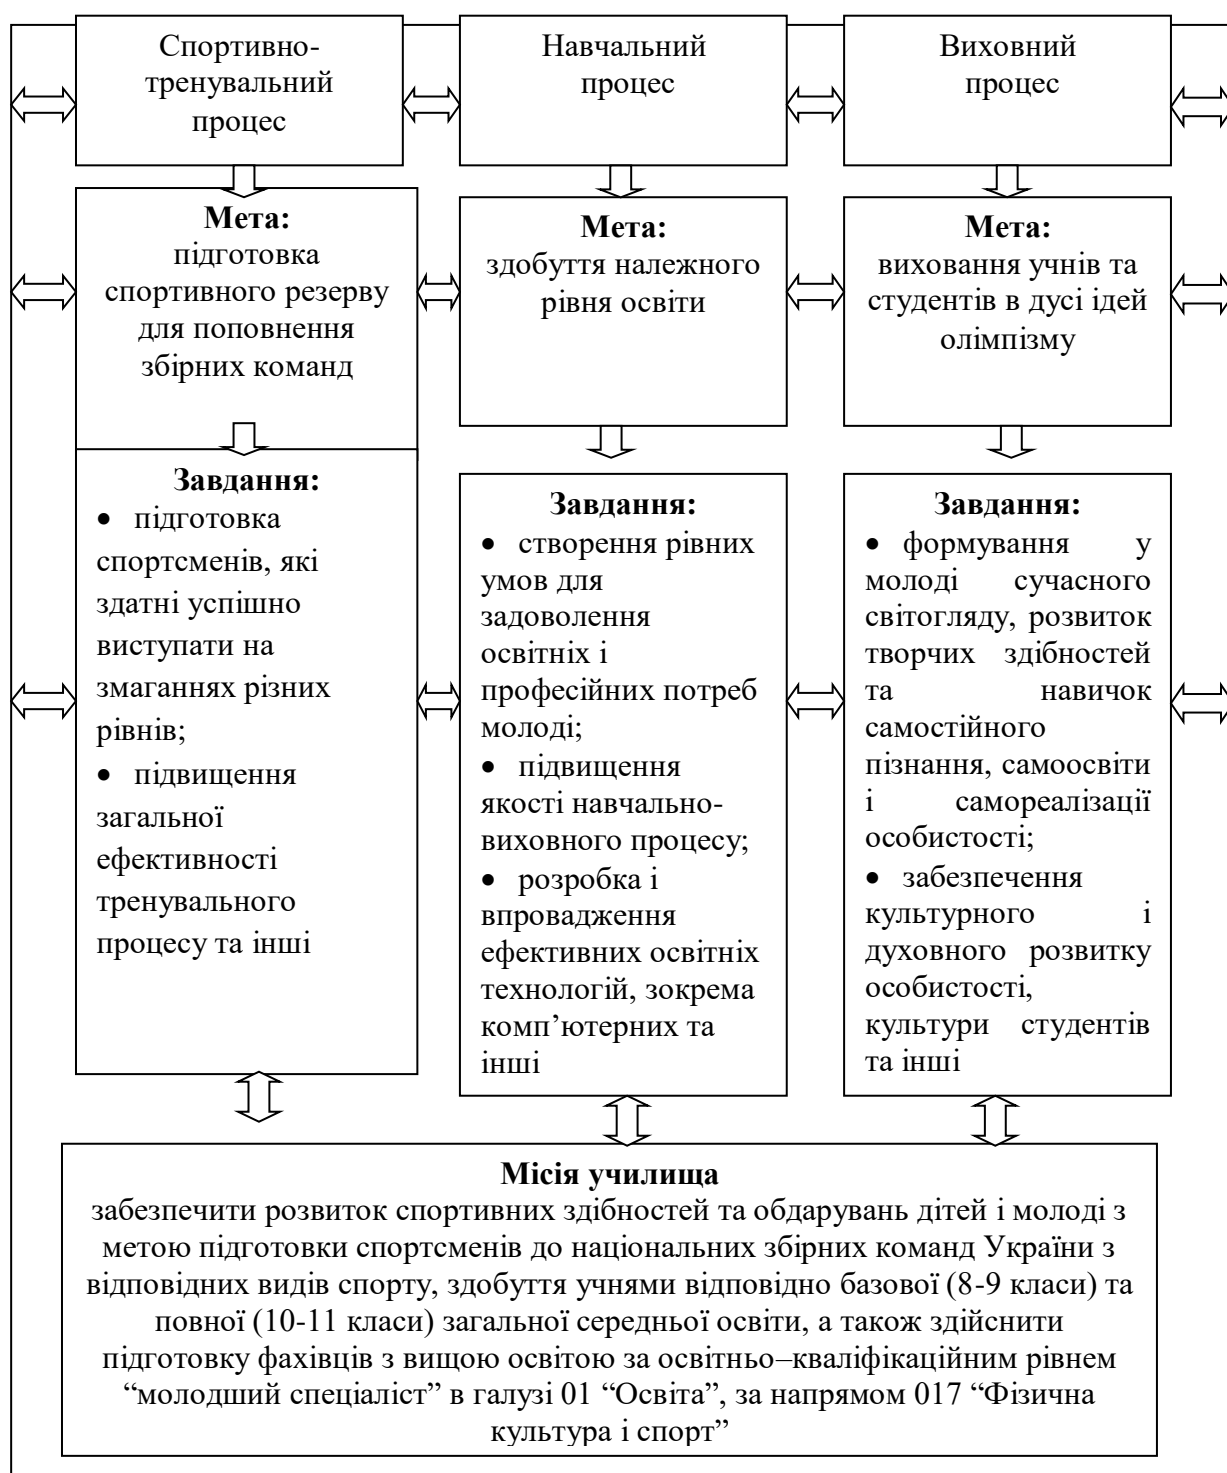 Спортивно-
тренувальний
процес
Навчальний
процес
Виховний
процес
Мета:
підготовка
спортивного резерву
для поповнення
збірних команд
Мета:
здобуття належного
рівня освіти
Мета:
виховання учнів та
студентів в дусі ідей
олімпізму
Завдання:
• підготовка
спортсменів, які
здатні успішно
виступати на
змаганнях різних
рівнів;
• підвищення
загальної
ефективності
тренувального
процесу та інші
Завдання:
• створення рівних
умов для
задоволення
освітніх і
професійних потреб
молоді;
• підвищення
якості навчально-
виховного процесу;
• розробка і
впровадження
ефективних освітніх
технологій, зокрема
комп’ютерних та
інші
Завдання:
• формування у
молоді сучасного
світогляду, розвиток
творчих здібностей
та навичок
самостійного
пізнання, самоосвіти
і самореалізації
особистості;
• забезпечення
культурного і
духовного розвитку
особистості,
культури студентів
та інші
Місія училища
забезпечити розвиток спортивних здібностей та обдарувань дітей і молоді з
метою підготовки спортсменів до національних збірних команд України з
відповідних видів спорту, здобуття учнями відповідно базової (8-9 класи) та
повної (10-11 класи) загальної середньої освіти, а також здійснити
підготовку фахівців з вищою освітою за освітньо–кваліфікаційним рівнем
“молодший спеціаліст” в галузі 01 “Освіта”, за напрямом 017 “Фізична
культура і спорт”